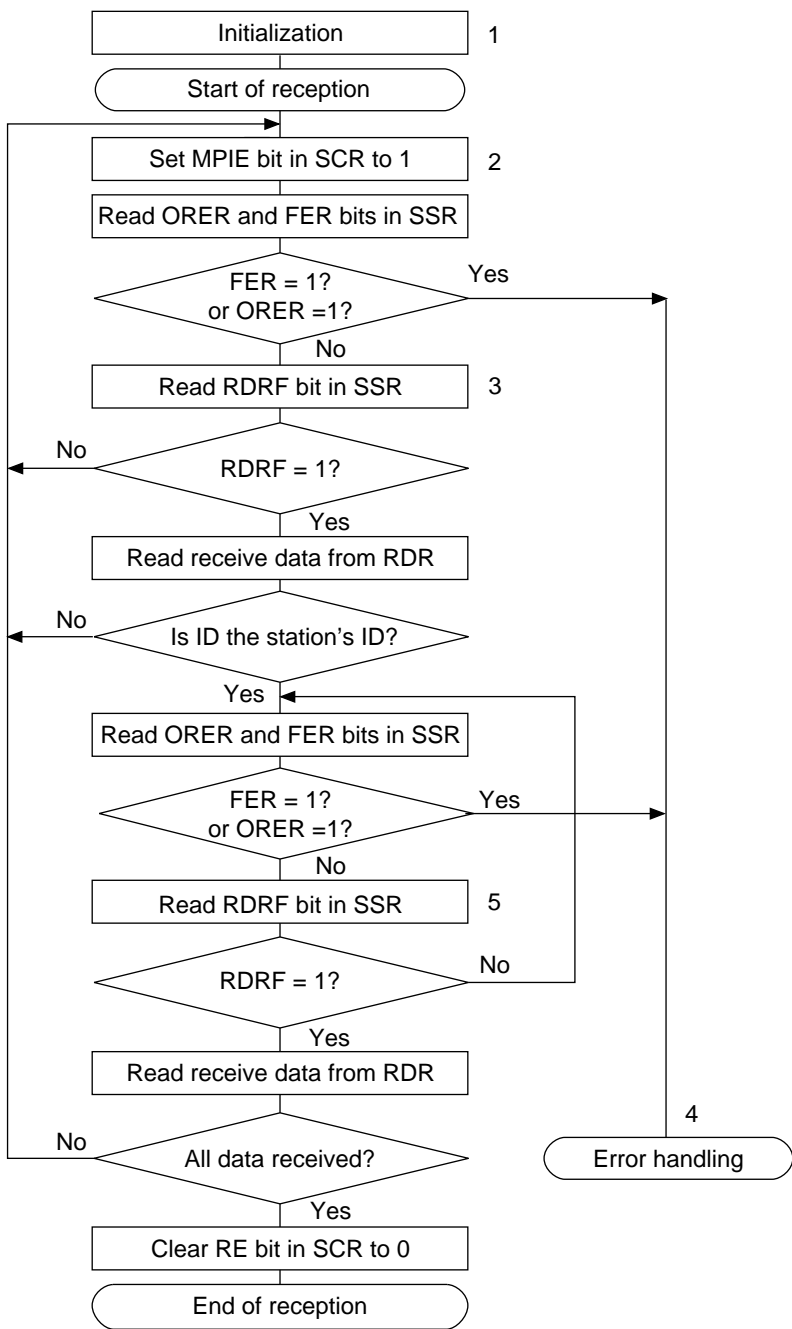 Initialization
1
Start of reception
Set MPIE bit in SCR to 1
2
Read ORER and FER bits in SSR
FER = 1?
or ORER =1?
Yes
No
Read RDRF bit in SSR
3
No
RDRF = 1?
Yes
Read receive data from RDR
No
Is ID the station's ID?
Yes
Read ORER and FER bits in SSR
FER = 1?
or ORER =1?
Yes
No
Read RDRF bit in SSR
5
RDRF = 1?
No
Yes
Read receive data from RDR
No
All data received?
4
Error handling
Yes
Clear RE bit in SCR to 0
End of reception